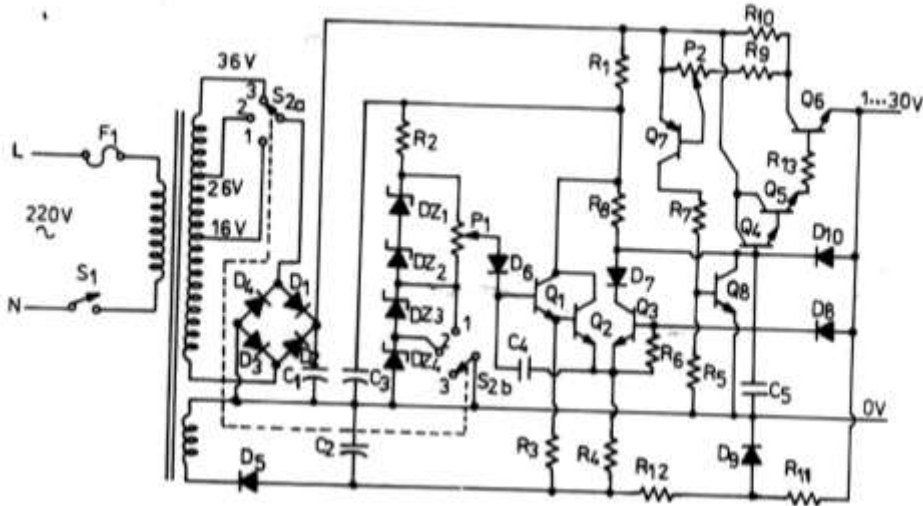 36V
3
S2a
2
1
26V
16V
L
F1
220V
N
S1
D4
D1
D3
C1
C3
C2
D5
R2
DZ1
DZ2
DZ3
DZ4
P1
1
2
3
S2b
D6
C4
R1
R8
D7
Q1
Q2
Q3
R6
R3
R4
R12
R10
P2
R9
Q7
Q6
1...30V
R13
Q5
Q4
R7
Q8
R5
D10
D8
C5
0V
D9
R11